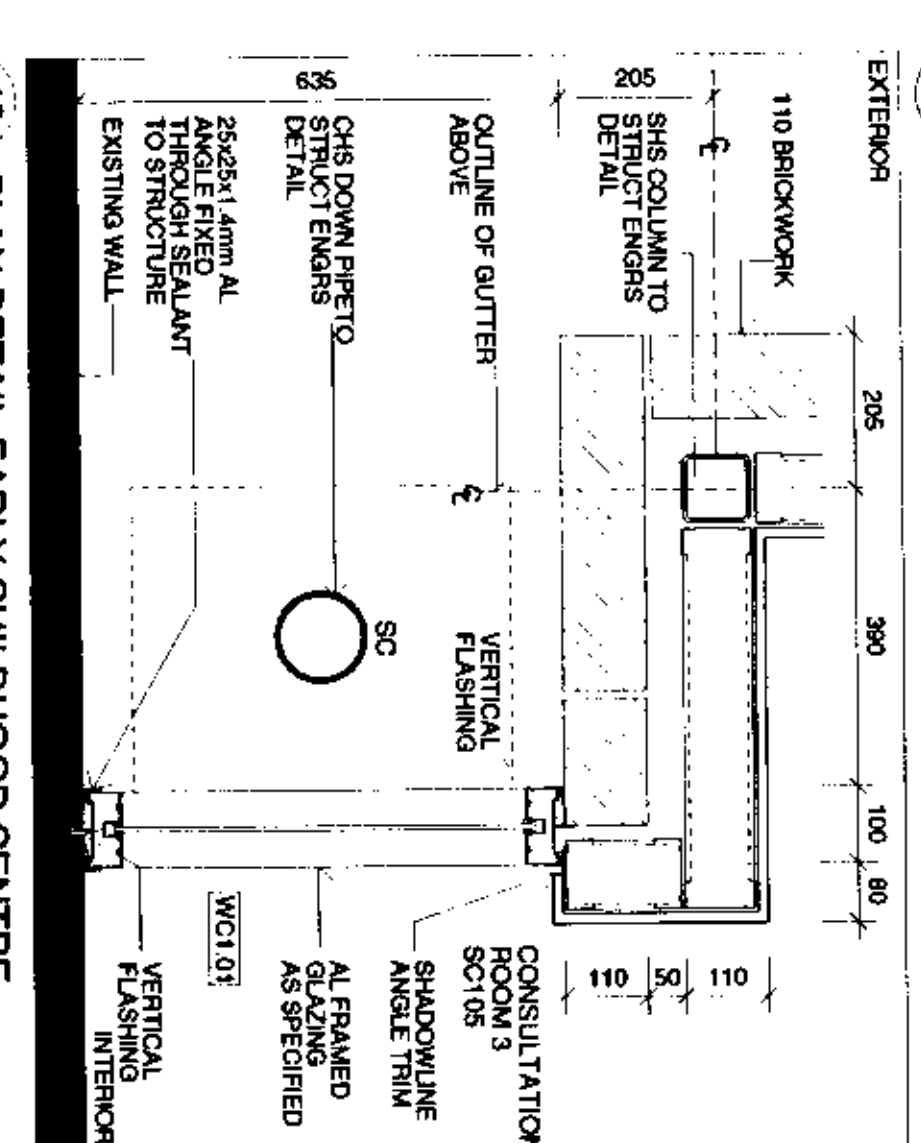 EXTERIOR
110 BRICKWORK
205
390
100
80
635
205
SHS COLUMN TO
STRUCT ENGRS
DETAIL
OUTLINE OF GUTTER
ABOVE
CHS DOWN PIPETO
STRUCT ENGRS
DETAIL
25x25x1.4mm AL
ANGLE FIXED
THROUGH SEALANT
TO STRUCTURE
EXISTING WALL
SC
VERTICAL
FLASHING
110
50
110
CONSULTATION
ROOM 3
SC105
SHADOWLINE
ANGLE TRIM
AL FRAMED
GLAZING
AS SPECIFIED
WC1.01
VERTICAL
FLASHING
INTERIOR